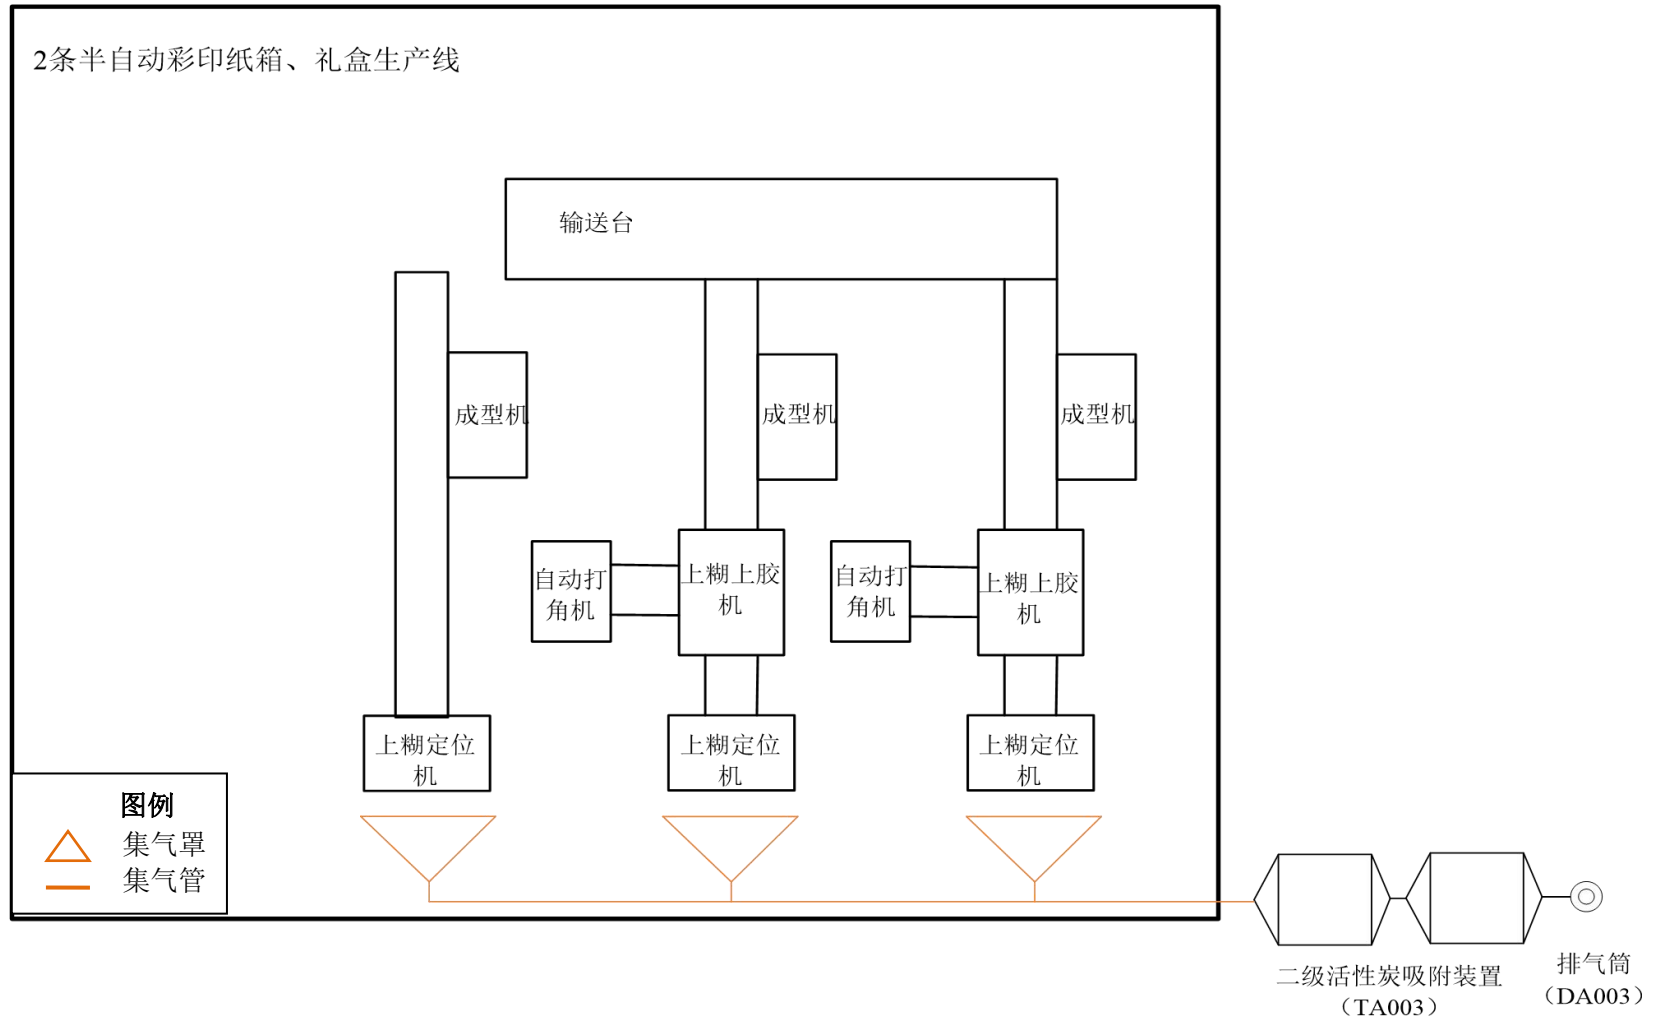 2条半自动彩印纸箱、礼盒生产线
输送台
成型机
成型机
成型机
自动打
角机
上糊上胶
机
自动打
角机
上糊上胶
机
上糊定位
机
上糊定位
机
上糊定位
机
图例
集气罩
集气管
二级活性炭吸附装置
（TA003）
排气筒
（DA003）